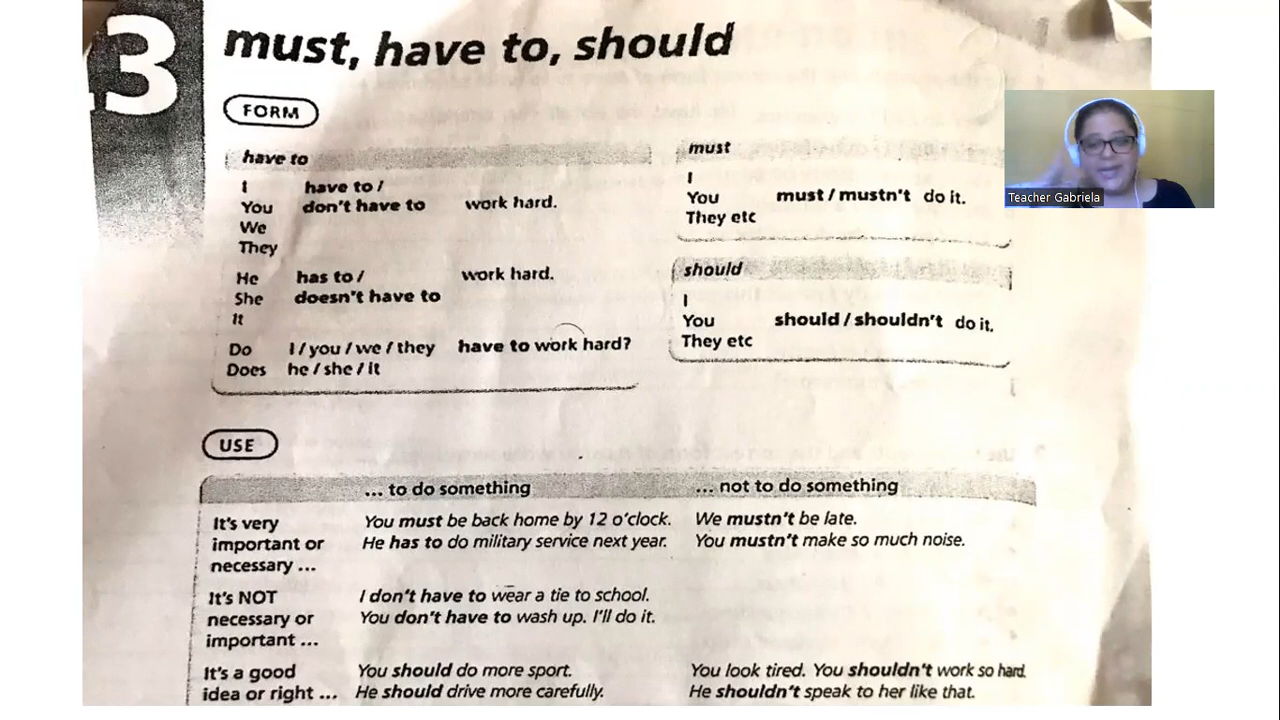 3
must, have to, should
FORM
have to
I have to /
You don't have to work hard.
We
They
He has to / work hard.
She doesn't have to
It
Do I / you / we / they have to work hard?
Does he / she / it
must
I
You must / mustn't do it.
They etc
should
I
You should / shouldn't do it.
They etc
Teacher Gabriela
USE
... to do something ... not to do something
It's very You must be back home by 12 o'clock. We mustn't be late.
important or He has to do military service next year. You mustn't make so much noise.
necessary ...
It's NOT I don't have to wear a tie to school.
necessary or You don't have to wash up. I'll do it.
important ...
It's a good You should do more sport. You look tired. You shouldn't work so hard.
idea or right ... He should drive more carefully. He shouldn't speak to her like that.